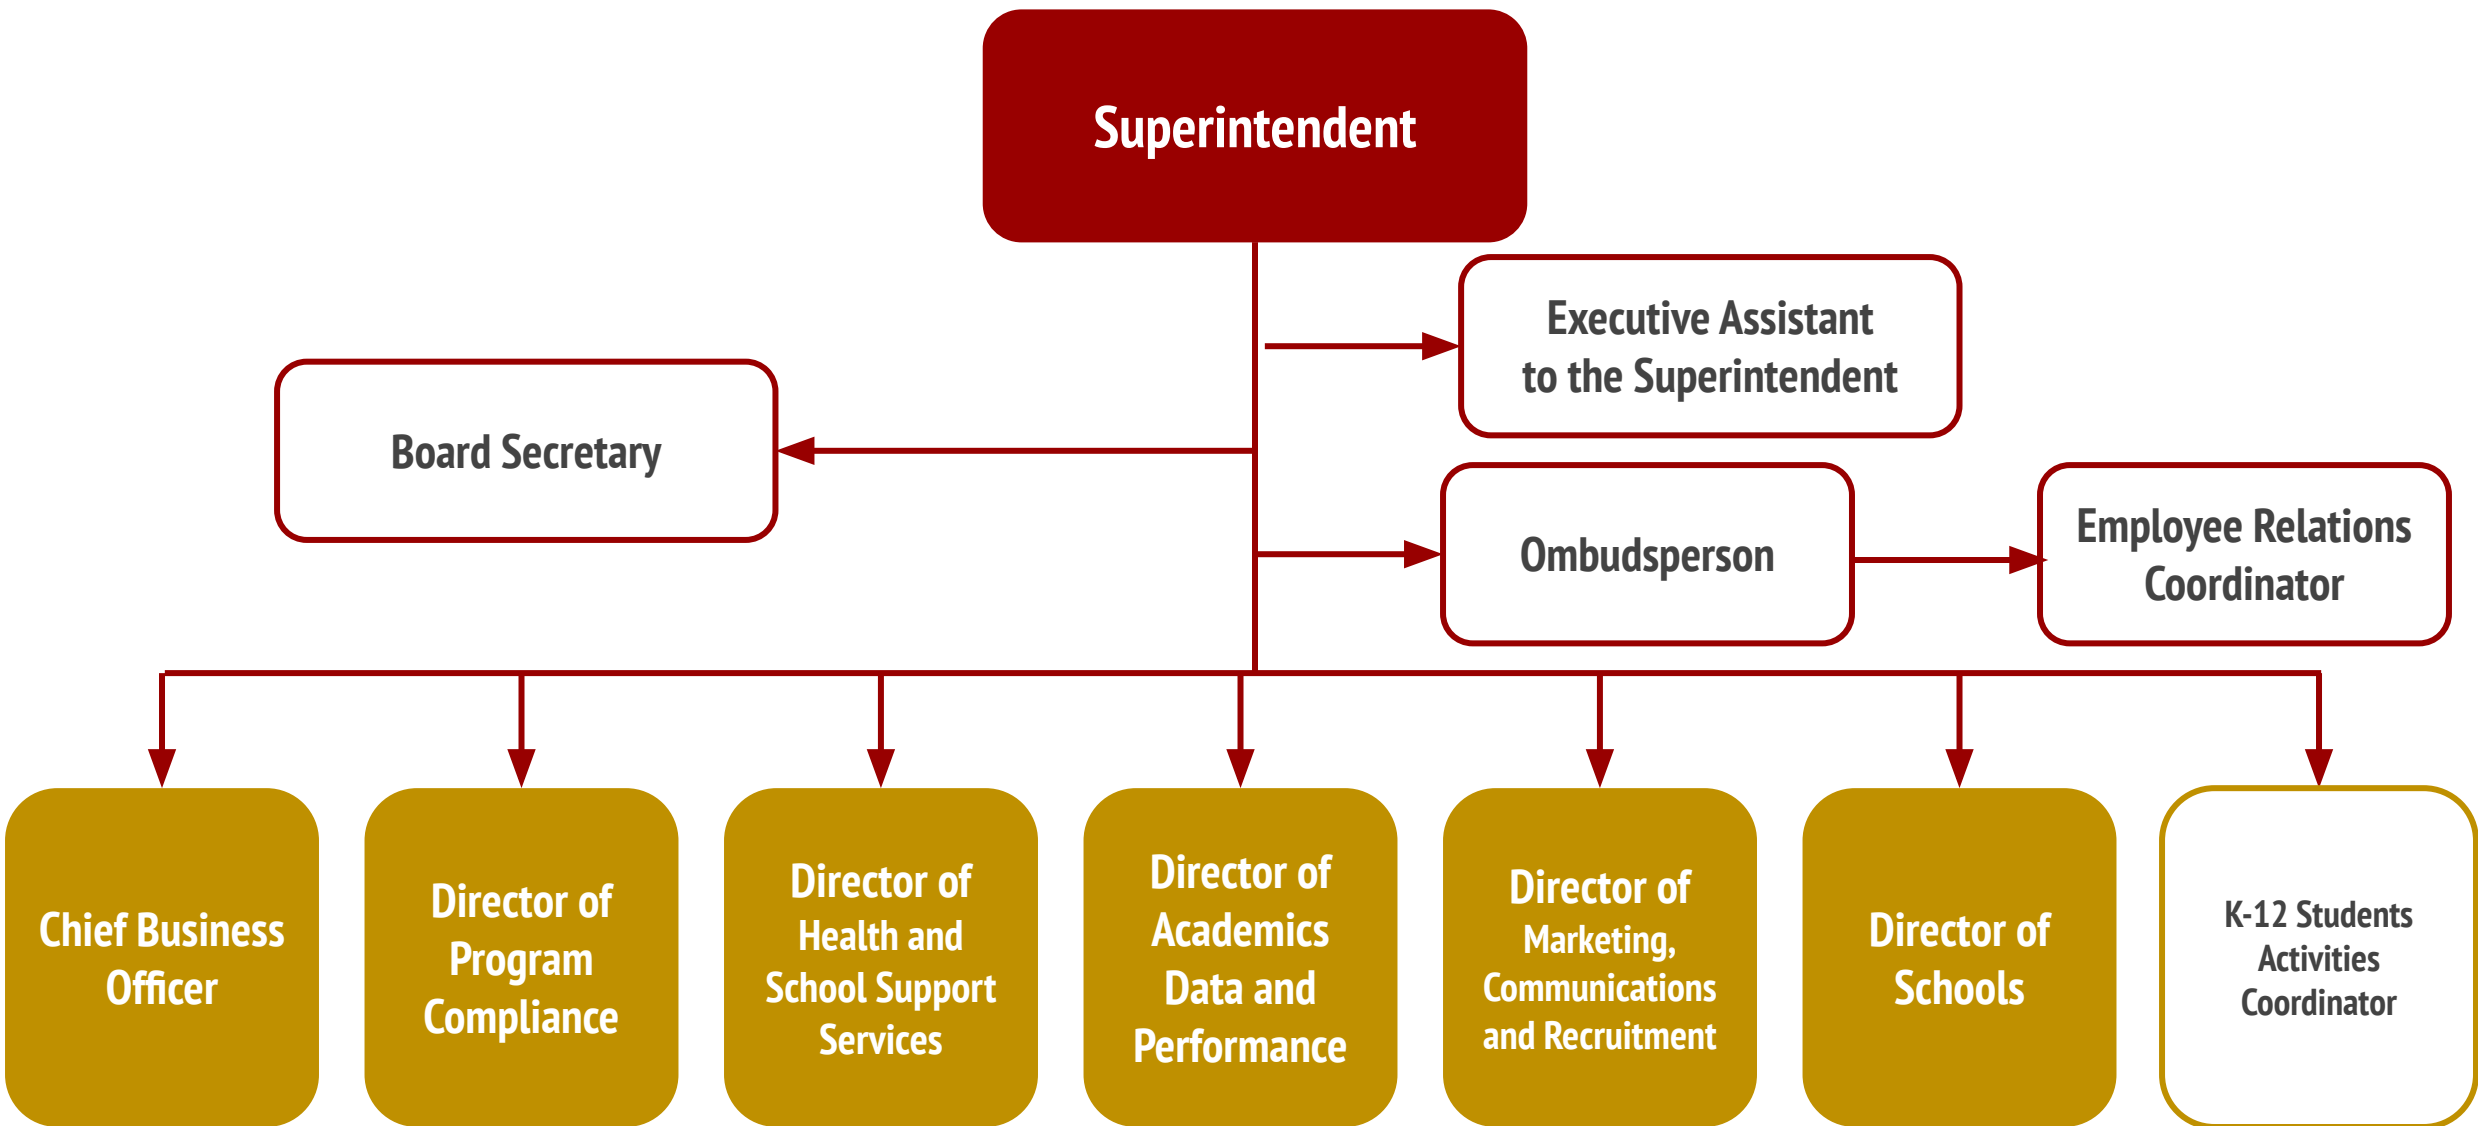 Superintendent
Executive Assistant
to the Superintendent
Board Secretary
Ombudsperson
Employee Relations
Coordinator
Chief Business
Officer
Director of
Program
Compliance
Director of
Health and
School Support
Services
Director of
Academics
Data and
Performance
Director of
Marketing,
Communications
and Recruitment
Director of
Schools
K-12 Students
Activities
Coordinator